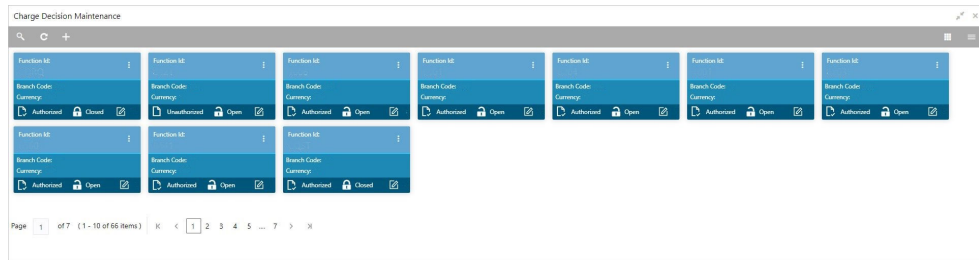 Charge Decision Maintenance
Function Id: Function Id: Function Id: Function Id: Function Id: Function Id: Function Id:
Branch Code: Branch Code: Branch Code: Branch Code: Branch Code: Branch Code: Branch Code:
Currency: Currency: Currency: Currency: Currency: Currency: Currency:
Authorized Closed Unauthorized Open Authorized Open Authorized Open Authorized Open Authorized Open Authorized Open
Function Id: Function Id: Function Id:
Branch Code: Branch Code: Branch Code:
Currency: Currency: Currency:
Authorized Open Authorized Open Authorized Closed
Page 1 of 7 ( 1 - 10 of 66 items ) 1 2 3 4 5 ... 7